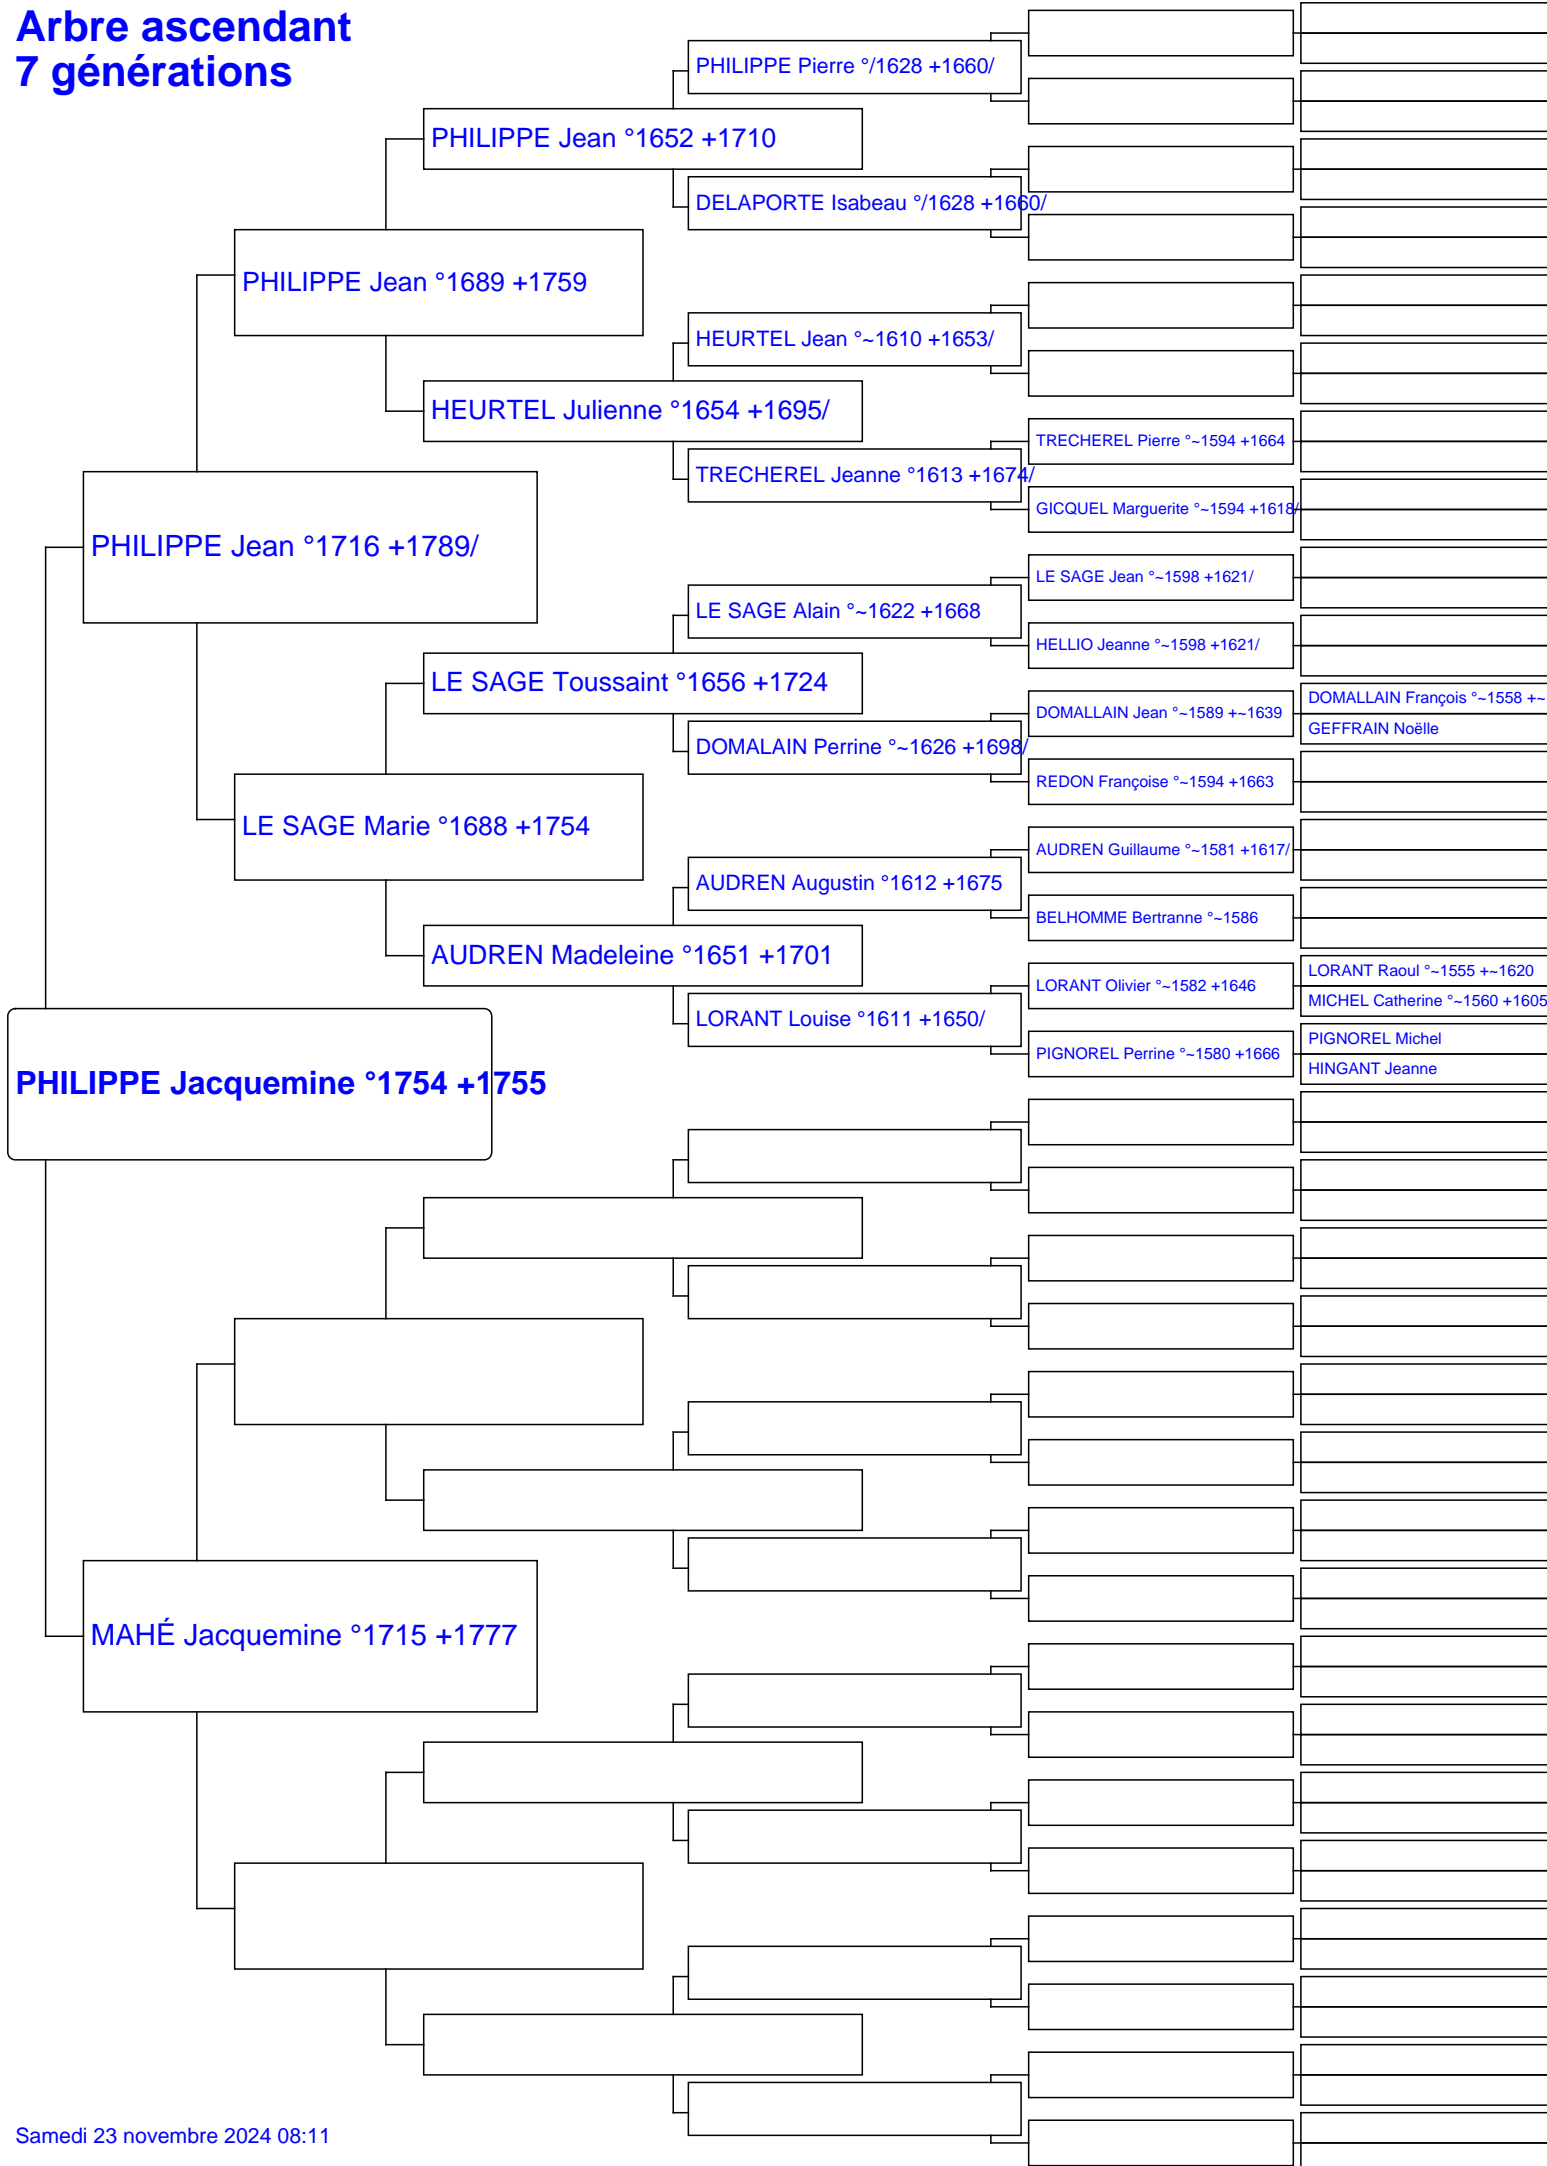 Arbre ascendant
7 générations
PHILIPPE Pierre °/1628 +1660/
PHILIPPE Jean °1652 +1710
DELAPORTE Isabeau °/1628 +1660/
PHILIPPE Jean °1689 +1759
HEURTEL Jean °~1610 +1653/
HEURTEL Julienne °1654 +1695/
TRECHEREL Pierre °~1594 +1664
TRECHEREL Jeanne °1613 +1674/
GICQUEL Marguerite °~1594 +1618/
PHILIPPE Jean °1716 +1789/
LE SAGE Jean °~1598 +1621/
LE SAGE Alain °~1622 +1668
HELLIO Jeanne °~1598 +1621/
LE SAGE Toussaint °1656 +1724
DOMALLAIN François °~1558 +~
DOMALLAIN Jean °~1589 +~1639
GEFFRAIN Noëlle
DOMALAIN Perrine °~1626 +1698/
REDON Françoise °~1594 +1663
LE SAGE Marie °1688 +1754
AUDREN Guillaume °~1581 +1617/
AUDREN Augustin °1612 +1675
BELHOMME Bertranne °~1586
AUDREN Madeleine °1651 +1701
LORANT Raoul °~1555 +~1620
LORANT Olivier °~1582 +1646
MICHEL Catherine °~1560 +1605
LORANT Louise °1611 +1650/
PIGNOREL Michel
PIGNOREL Perrine °~1580 +1666
HINGANT Jeanne
PHILIPPE Jacquemine °1754 +1755
MAHÉ Jacquemine °1715 +1777
Samedi 23 novembre 2024 08:11